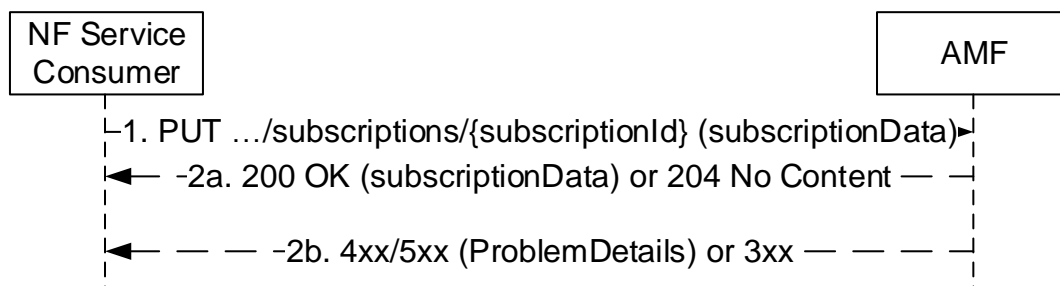 NF Service
Consumer
AMF
1. PUT …/subscriptions/{subscriptionId} (subscriptionData)
2a. 200 OK (subscriptionData) or 204 No Content
2b. 4xx/5xx (ProblemDetails) or 3xx